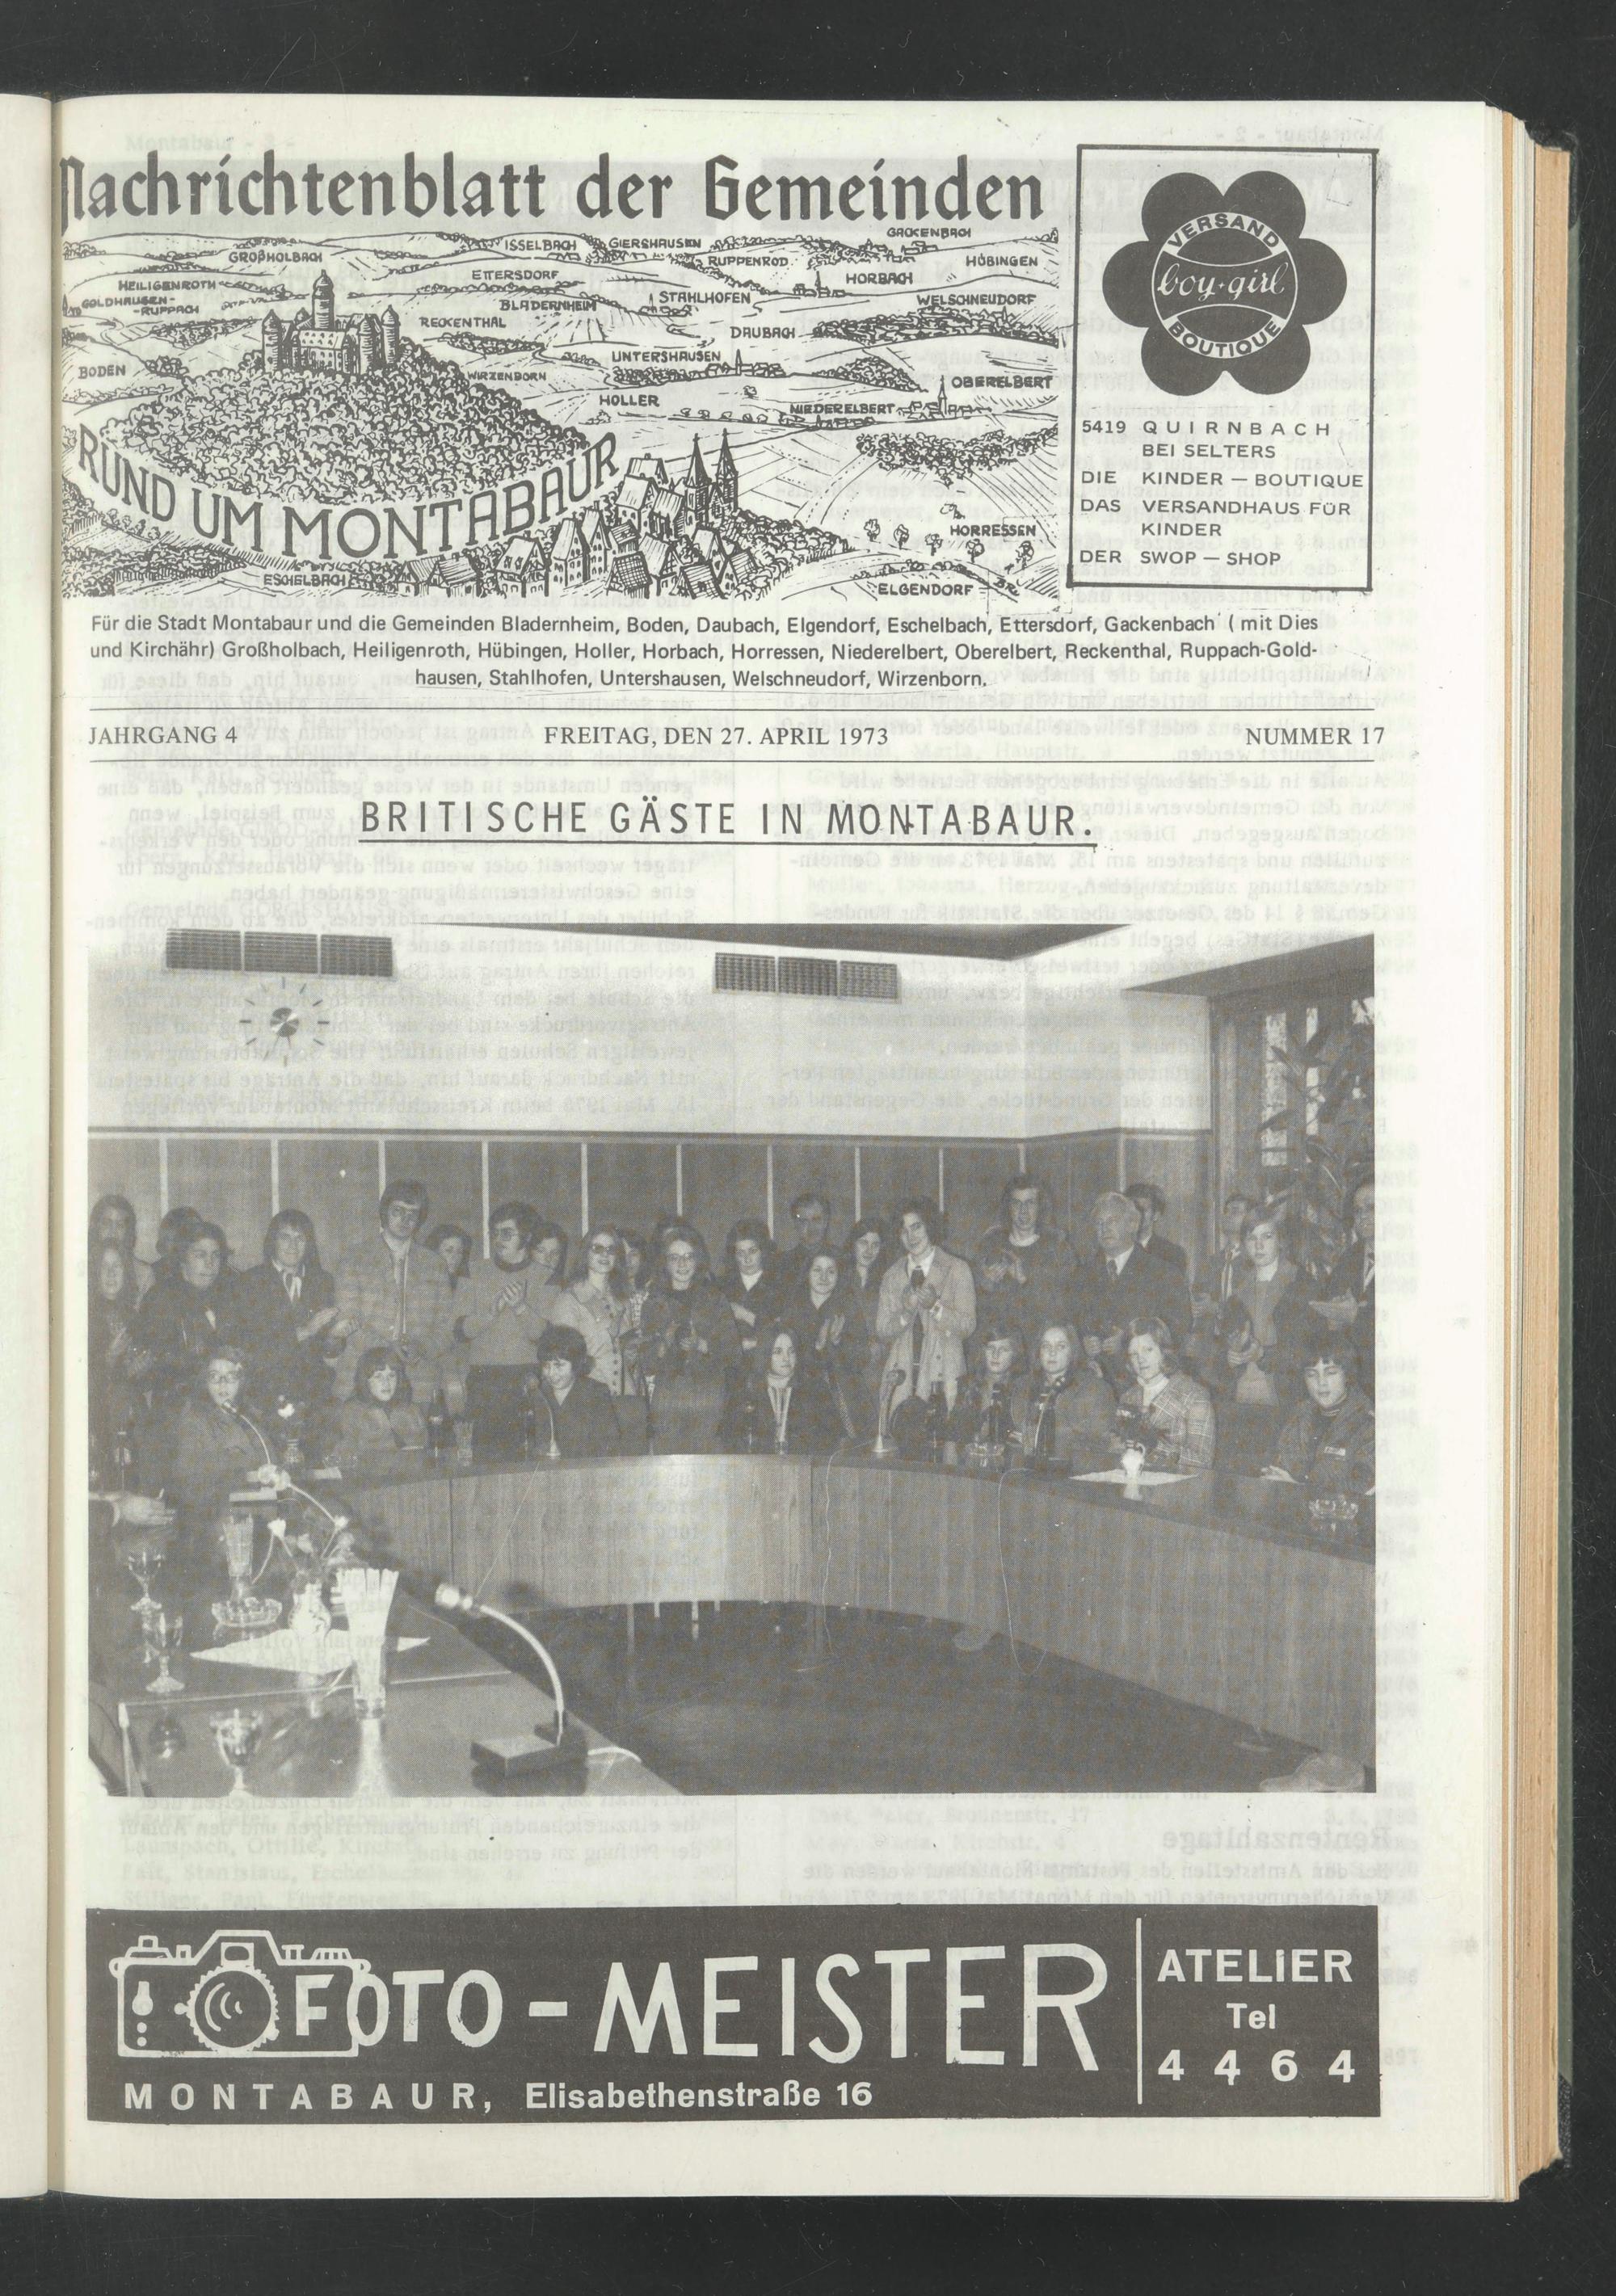 Nachrichtenblatt der Gemeinden
GACKENBACH
ISSELBACH
GIERSHAUSEN
GROßHOLBACH
RUPPENROD
HÜBINGEN
ETTERSDORF
HORBACH
HEILIGENROTH
GOLDHAUSEN-
-RUPPACH
BLADERNHEIM
STAHLHOFEN
WELSCHNEUDORF
RECKENTHAL
DAUBACH
UNTERSHAUSEN
BODEN
WIRZENBORN
OBERELBERT
HOLLER
NIEDERELBERT
RUND UM MONTABAUR
HORRESSEN
ESCHELBACH
ELGENDORF
VERSAND
boy-girl
BOUTIQUE
5419 QUIRNBACH
BEI SELTERS
DIE KINDER — BOUTIQUE
DAS VERSANDHAUS FÜR
KINDER
DER SWOP — SHOP
Für die Stadt Montabaur und die Gemeinden Bladernheim, Boden, Daubach, Elgendorf, Eschelbach, Ettersdorf, Gackenbach ( mit Dies
und Kirchähr) Großholbach, Heiligenroth, Hübingen, Holler, Horbach, Horressen, Niederelbert, Oberelbert, Reckenthal, Ruppach-Gold-
hausen, Stahlhofen, Untershausen, Welschneudorf, Wirzenborn.
JAHRGANG 4 FREITAG, DEN 27. APRIL 1973 NUMMER 17
BRITISCHE GÄSTE IN MONTABAUR.
FOTO - MEISTER
MONTABAUR, Elisabethenstraße 16
ATELIER
Tel
4 4 6 4